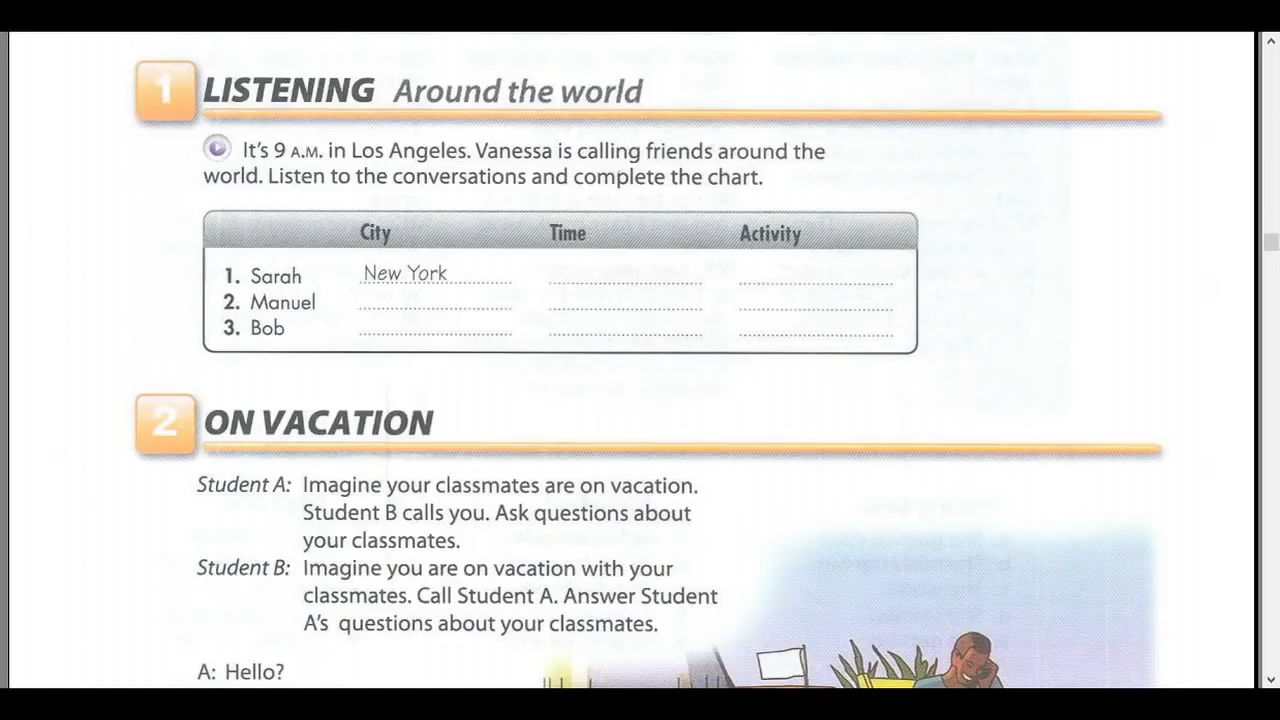 1 LISTENING Around the world
It's 9 A.M. in Los Angeles. Vanessa is calling friends around the
world. Listen to the conversations and complete the chart.
City Time Activity
1. Sarah New York
2. Manuel
3. Bob
2 ON VACATION
Student A: Imagine your classmates are on vacation.
Student B calls you. Ask questions about
your classmates.
Student B: Imagine you are on vacation with your
classmates. Call Student A. Answer Student
A's questions about your classmates.
A: Hello?